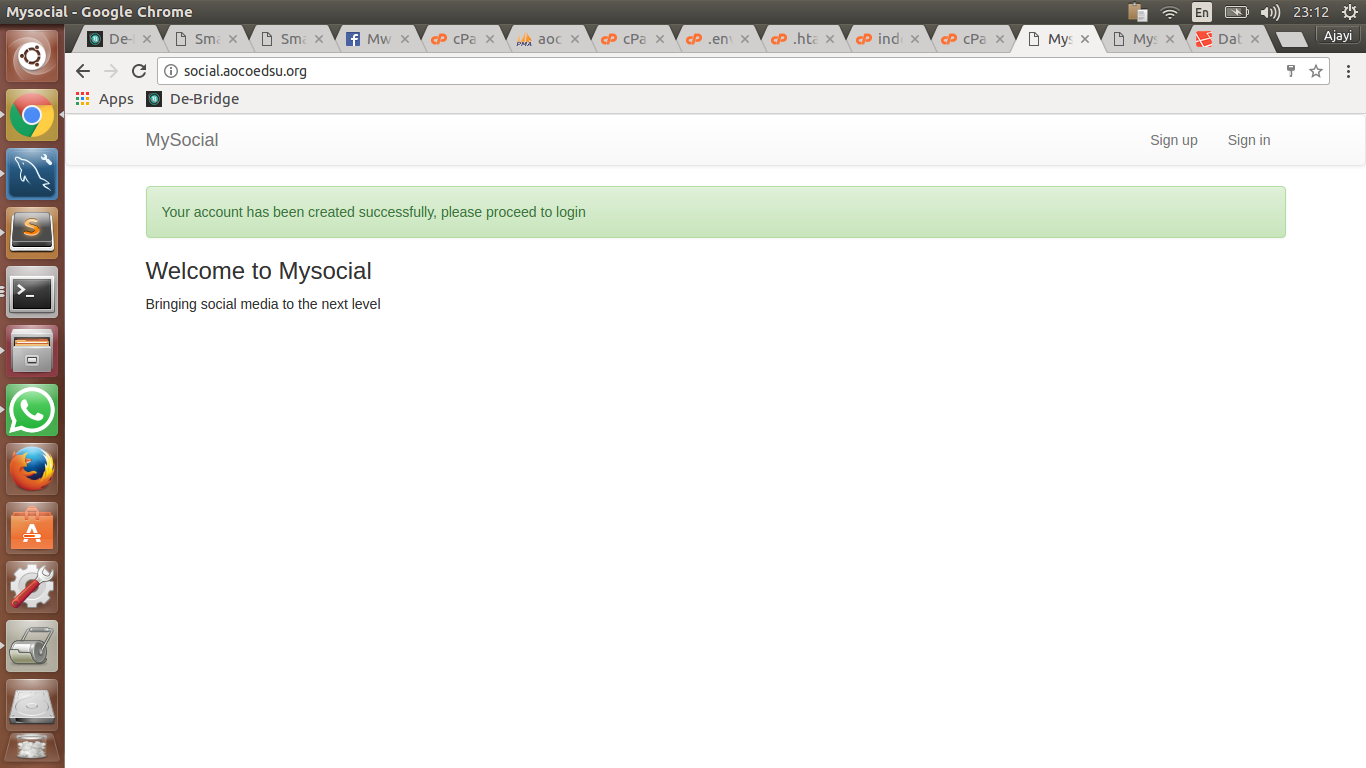 Mysocial - Google Chrome
En
23:12
De-
Sma
Sma
Mw
cPa
aoc
cPa
.env
.hta
inde
cPa
Mys
Mys
Dat
Ajayi
social.aocoedsu.org
Apps
De-Bridge
MySocial
Sign up
Sign in
Your account has been created successfully, please proceed to login
Welcome to Mysocial
Bringing social media to the next level